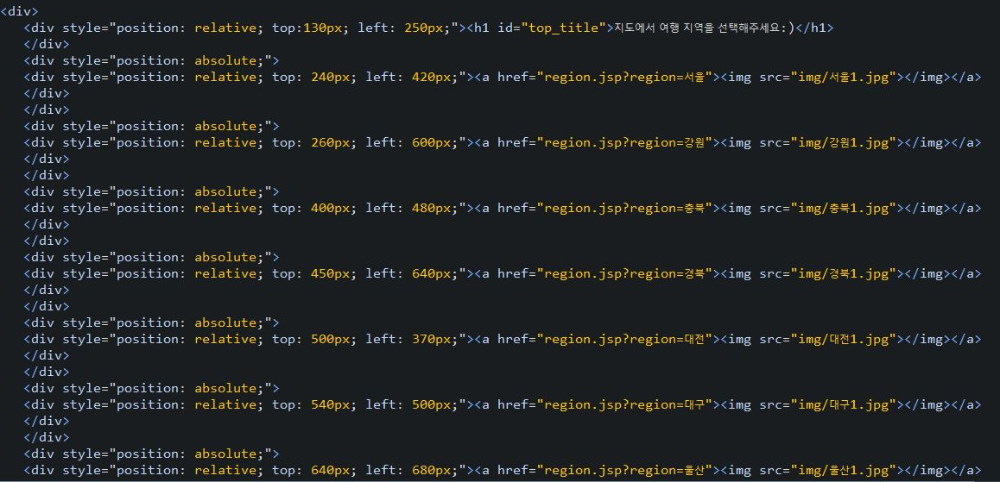 <div>
<div style="position: relative; top:130px; left: 250px;"><h1 id="top_title">지도에서 여행 지역을 선택해주세요:)</h1>
</div>
<div style="position: absolute;">
<div style="position: relative; top: 240px; left: 420px;"><a href="region.jsp?region=서울"><img src="img/서울1.jpg"></img></a>
</div>
</div>
<div style="position: absolute;">
<div style="position: relative; top: 260px; left: 600px;"><a href="region.jsp?region=강원"><img src="img/강원1.jpg"></img></a>
</div>
</div>
<div style="position: absolute;">
<div style="position: relative; top: 400px; left: 480px;"><a href="region.jsp?region=충북"><img src="img/충북1.jpg"></img></a>
</div>
</div>
<div style="position: absolute;">
<div style="position: relative; top: 450px; left: 640px;"><a href="region.jsp?region=경북"><img src="img/경북1.jpg"></img></a>
</div>
</div>
<div style="position: absolute;">
<div style="position: relative; top: 500px; left: 370px;"><a href="region.jsp?region=대전"><img src="img/대전1.jpg"></img></a>
</div>
</div>
<div style="position: absolute;">
<div style="position: relative; top:540px; left: 500px;"><a href="region.jsp?region=대구"><img src="img/대구1.jpg"></img></a>
</div>
</div>
<div style="position: absolute;">
<div style="position: relative; top: 640px; left: 680px;"><a href="region.jsp?region=울산"><img src="img/울산1.jpg"></img></a>